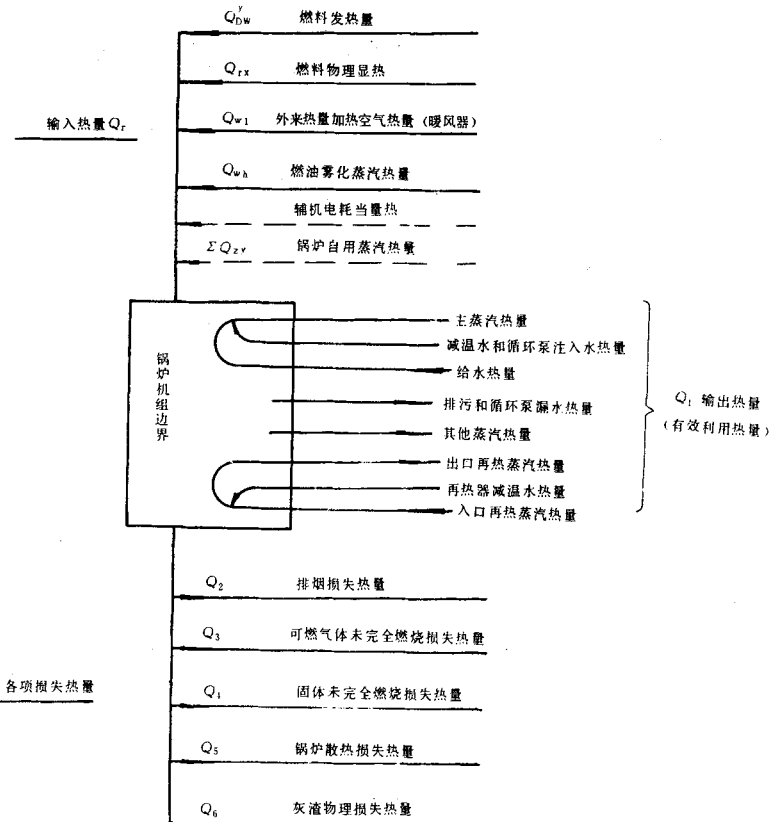 Q^y_DW 燃料发热量
Q_rx 燃料物理显热
输入热量Q_r
Q_wl 外来热量加热空气热量（暖风器）
Q_wh 燃油雾化蒸汽热量
辅机电耗当量热
ΣQ_zy 锅炉自用蒸汽热量
锅炉机组边界
主蒸汽热量
减温水和循环泵注入水热量
给水热量
排污和循环泵漏水热量
其他蒸汽热量
出口再热蒸汽热量
再热器减温水热量
入口再热蒸汽热量
Q_1 输出热量
（有效利用热量）
Q_2 排烟损失热量
Q_3 可燃气体未完全燃烧损失热量
各项损失热量
Q_4 固体未完全燃烧损失热量
Q_5 锅炉散热损失热量
Q_6 灰渣物理损失热量